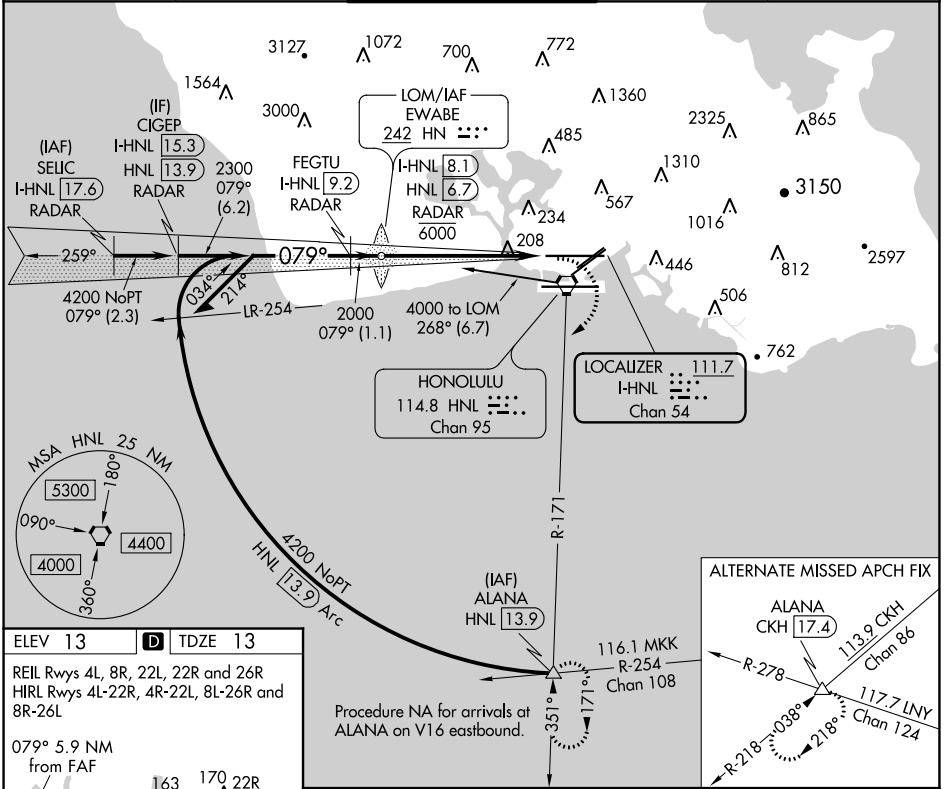 3127
1072
700
772
1564
3000
1360
2325
865
485
1310
3150
567
234
1016
208
2597
446
812
506
762
(IAF)
SELIC
I-HNL 17.6
RADAR
(IF)
CIGEP
I-HNL 15.3
HNL 13.9
RADAR
2300
079°
(6.2)
FEGTU
I-HNL 9.2
RADAR
LOM/IAF
EWABE
242 HN
I-HNL 8.1
HNL 6.7
RADAR
6000
259°
079°
4200 NoPT
079° (2.3)
034°
214°
LR-254
2000
079° (1.1)
4000 to LOM
268° (6.7)
HONOLULU
114.8 HNL
Chan 95
LOCALIZER 111.7
I-HNL
Chan 54
MSA HNL 25 NM
5300
180°
090°
4400
4000
360°
4200 NoPT
HNL 13.9 Arc
R-171
(IAF)
ALANA
HNL 13.9
116.1 MKK
R-254
Chan 108
351°
171°
Procedure NA for arrivals at
ALANA on V16 eastbound.
ALTERNATE MISSED APCH FIX
ALANA
CKH 17.4
113.9 CKH
Chan 86
R-278
117.7 LNY
Chan 124
R-218
038°
218°
ELEV 13 D TDZE 13
REIL Rwys 4L, 8R, 22L, 22R and 26R
HIRL Rwys 4L-22R, 4R-22L, 8L-26R and
8R-26L
079° 5.9 NM
from FAF
163
170
22R